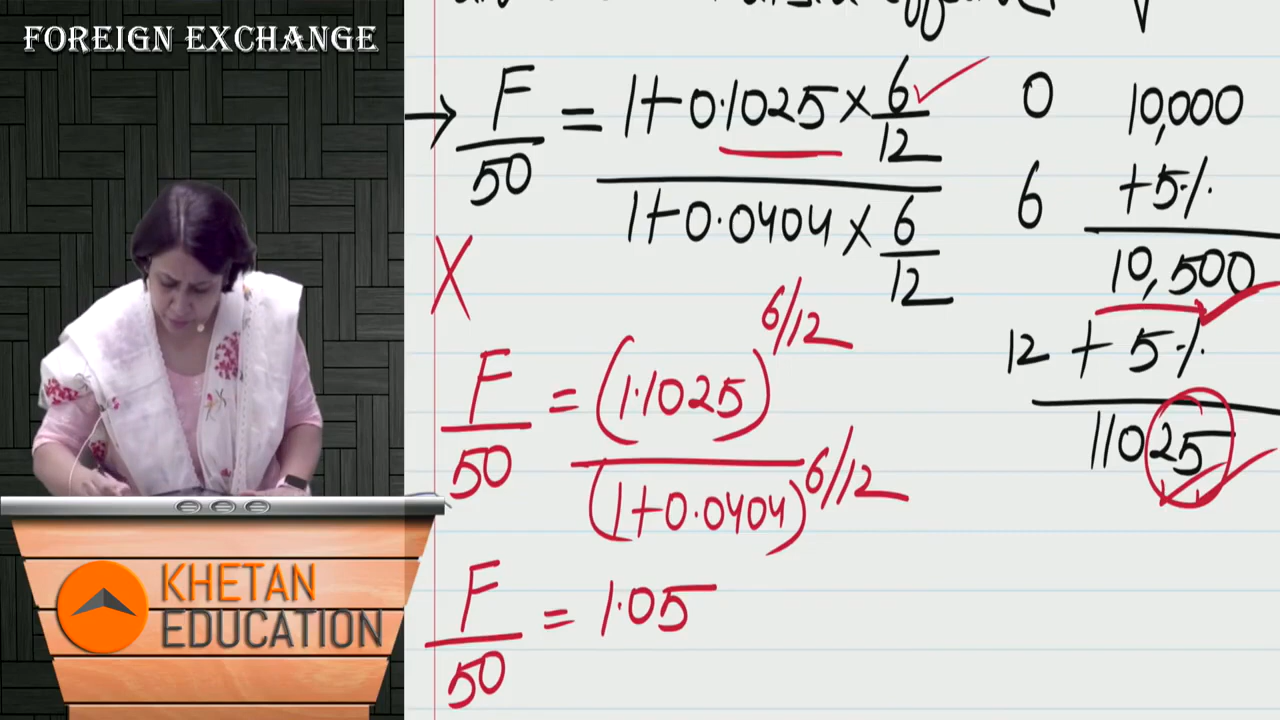 FOREIGN EXCHANGE
→ F/50 = 1+0.1025 × 6/12 ✓
1+0.0404 × 6/12
X
F/50 = (1.1025)^6/12
(1+0.0404)^6/12
F/50 = 1.05
0 10,000
6 +5%
10,500
12 + 5%
11025
KHETAN
EDUCATION